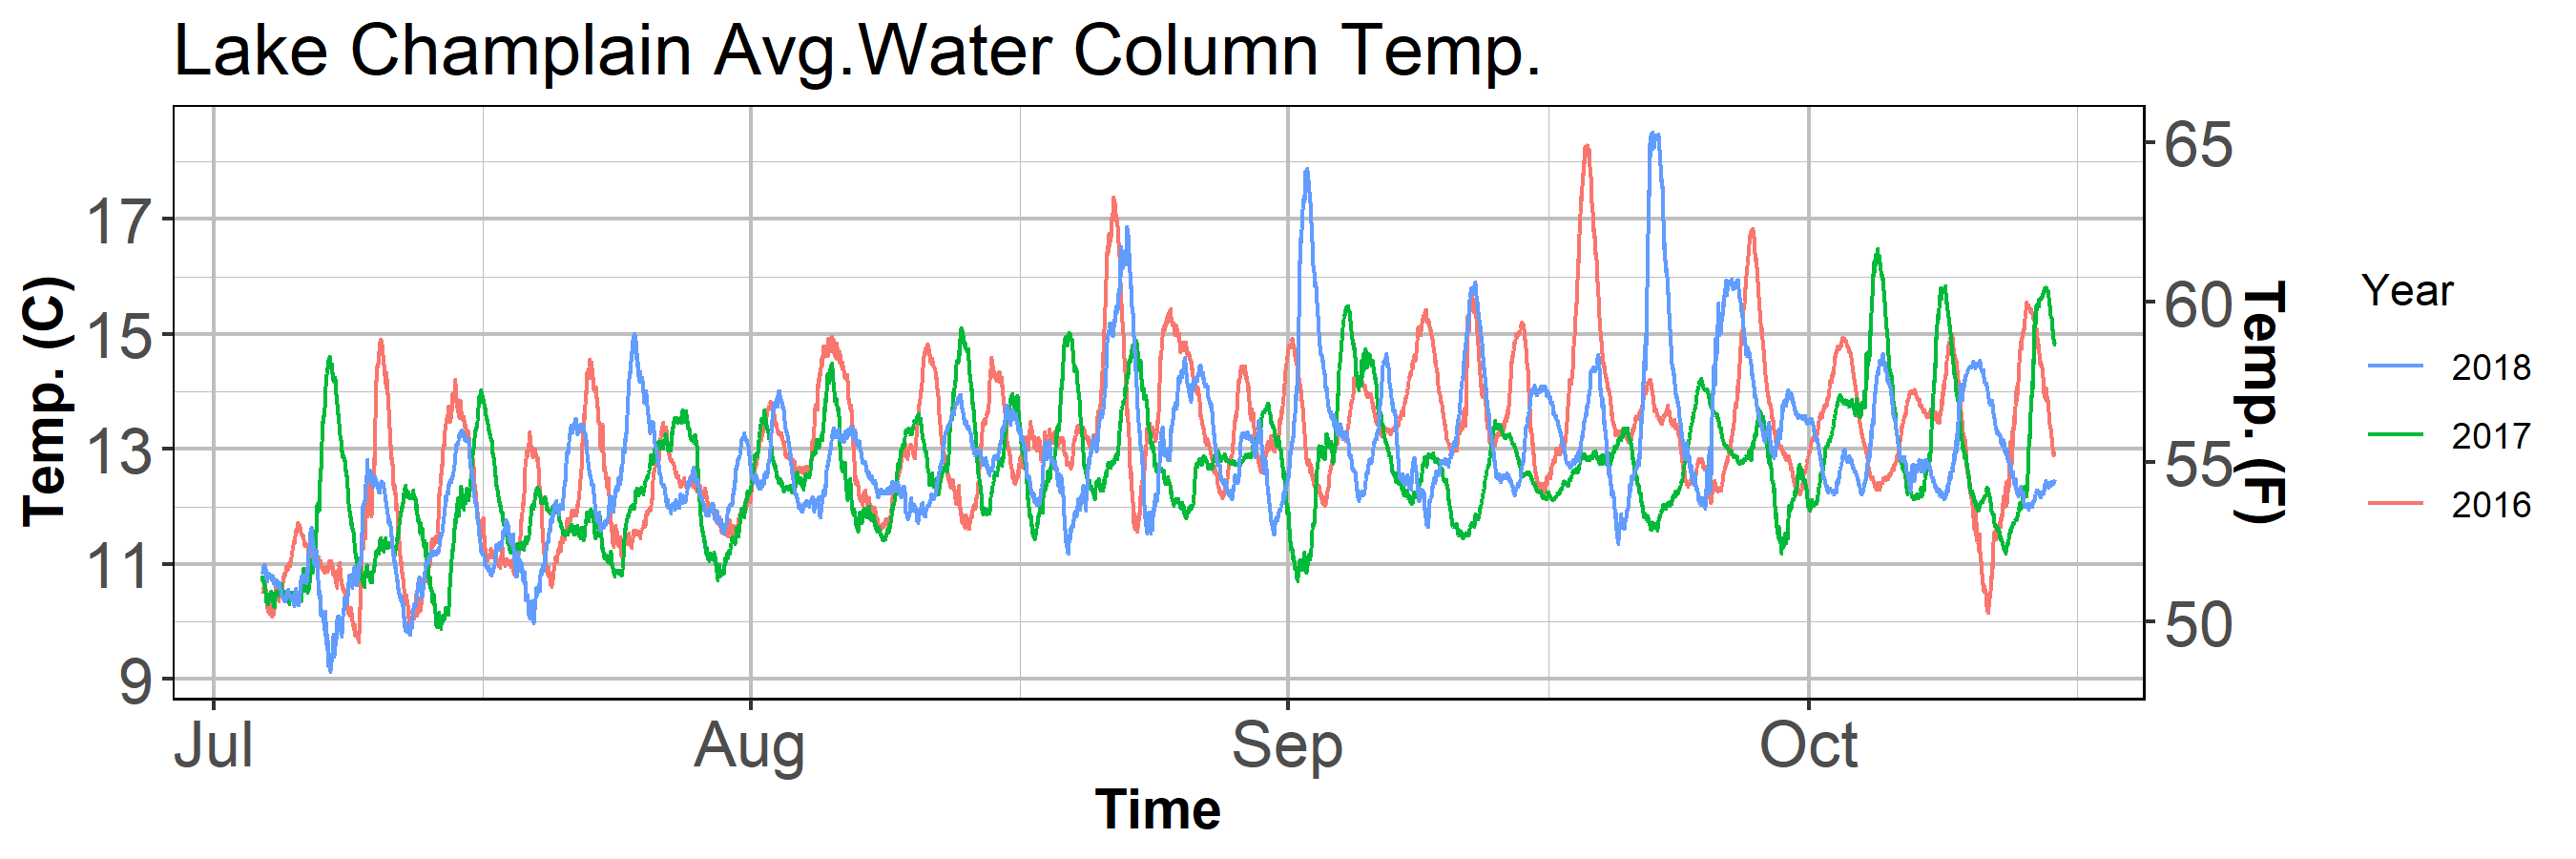 Lake Champlain Avg.Water Column Temp.
Temp. (C)
17
15
13
11
9
65
60
55
50
Temp. (F)
Jul Aug Sep Oct
Time
Year
2018
2017
2016